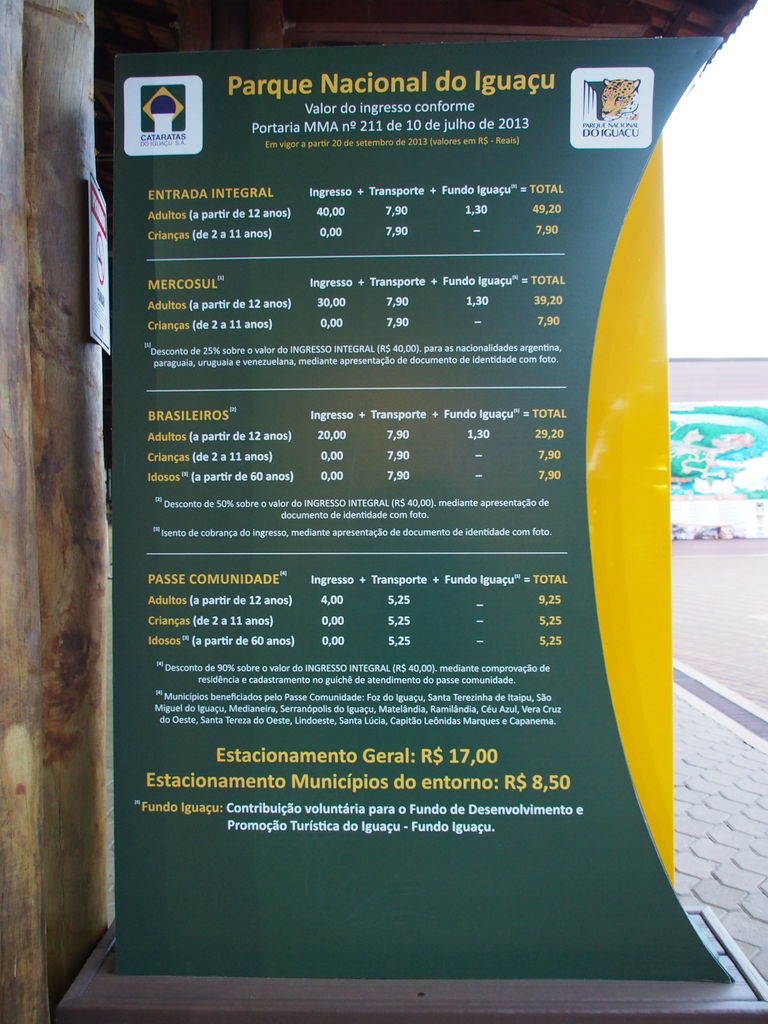 CATARATAS
DO IGUAÇU S.A.
Parque Nacional do Iguaçu
Valor do ingresso conforme
Portaria MMA nº 211 de 10 de julho de 2013
Em vigor a partir 20 de setembro de 2013 (valores em R$ - Reais)
PARQUE NACIONAL
DO IGUAÇU
ENTRADA INTEGRAL Ingresso + Transporte + Fundo Iguaçu[5] = TOTAL
Adultos (a partir de 12 anos) 40,00 7,90 1,30 49,20
Crianças (de 2 a 11 anos) 0,00 7,90 – 7,90
MERCOSUL[1] Ingresso + Transporte + Fundo Iguaçu[5] = TOTAL
Adultos (a partir de 12 anos) 30,00 7,90 1,30 39,20
Crianças (de 2 a 11 anos) 0,00 7,90 – 7,90
[1] Desconto de 25% sobre o valor do INGRESSO INTEGRAL (R$ 40,00). para as nacionalidades argentina,
paraguaia, uruguaia e venezuelana, mediante apresentação de documento de identidade com foto.
BRASILEIROS[2] Ingresso + Transporte + Fundo Iguaçu[5] = TOTAL
Adultos (a partir de 12 anos) 20,00 7,90 1,30 29,20
Crianças (de 2 a 11 anos) 0,00 7,90 – 7,90
Idosos[3] (a partir de 60 anos) 0,00 7,90 – 7,90
[2] Desconto de 50% sobre o valor do INGRESSO INTEGRAL (R$ 40,00). mediante apresentação de
documento de identidade com foto.
[3] Isento de cobrança do ingresso, mediante apresentação de documento de identidade com foto.
PASSE COMUNIDADE[4] Ingresso + Transporte + Fundo Iguaçu[5] = TOTAL
Adultos (a partir de 12 anos) 4,00 5,25 – 9,25
Crianças (de 2 a 11 anos) 0,00 5,25 – 5,25
Idosos[3] (a partir de 60 anos) 0,00 5,25 – 5,25
[4] Desconto de 90% sobre o valor do INGRESSO INTEGRAL (R$ 40,00). mediante comprovação de
residência e cadastramento no guichê de atendimento do passe comunidade.
[4] Municípios beneficiados pelo Passe Comunidade: Foz do Iguaçu, Santa Terezinha de Itaipu, São
Miguel do Iguaçu, Medianeira, Serranópolis do Iguaçu, Matelândia, Ramilândia, Céu Azul, Vera Cruz
do Oeste, Santa Tereza do Oeste, Lindoeste, Santa Lúcia, Capitão Leônidas Marques e Capanema.
Estacionamento Geral: R$ 17,00
Estacionamento Municípios do entorno: R$ 8,50
[5] Fundo Iguaçu: Contribuição voluntária para o Fundo de Desenvolvimento e
Promoção Turística do Iguaçu - Fundo Iguaçu.